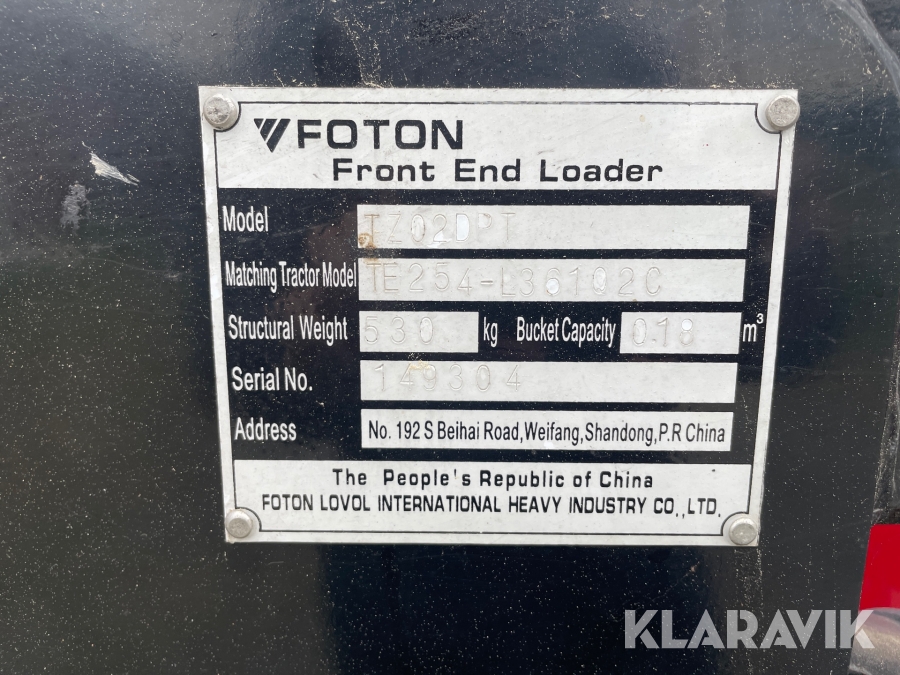 FOTON
Front End Loader
Model TZ02DPT
Matching Tractor Model TE254-L36102C
Structural Weight 530 kg Bucket Capacity 0.18 m³
Serial No. 149304
Address No. 192 S Beihai Road,Weifang,Shandong,P.R China
The People's Republic of China
FOTON LOVOL INTERNATIONAL HEAVY INDUSTRY CO.,LTD.
KLARAVIK